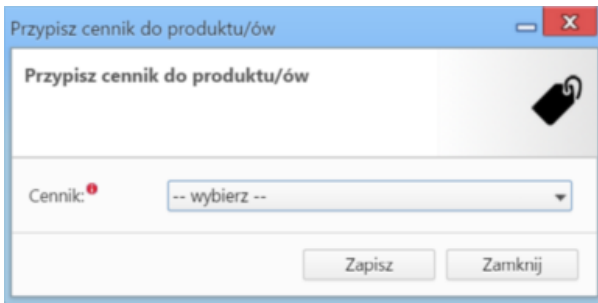 Przypisz cennik do produktu/ów
Przypisz cennik do produktu/ów
Cennik:
-- wybierz --
Zapisz Zamknij